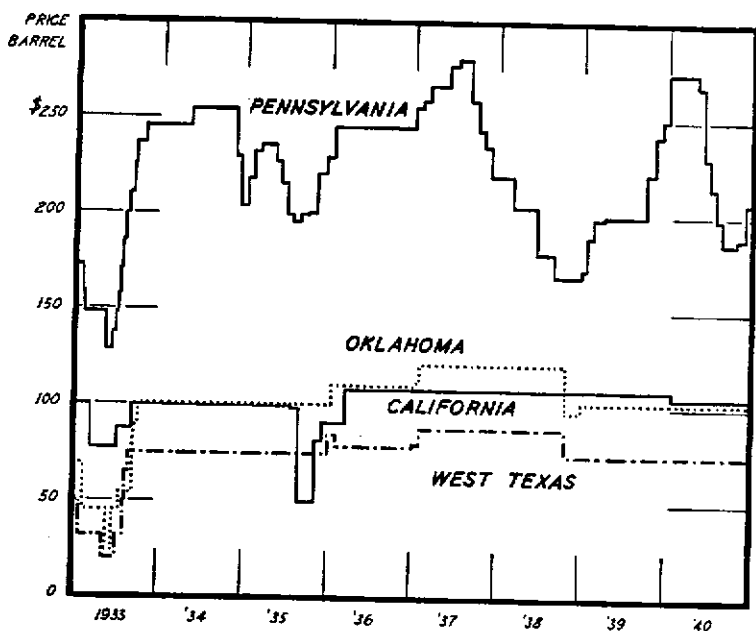 PRICE
BARREL
$250
PENNSYLVANIA
200
150
OKLAHOMA
100
CALIFORNIA
WEST TEXAS
50
0
1933 '34 '35 '36 '37 '38 '39 '40